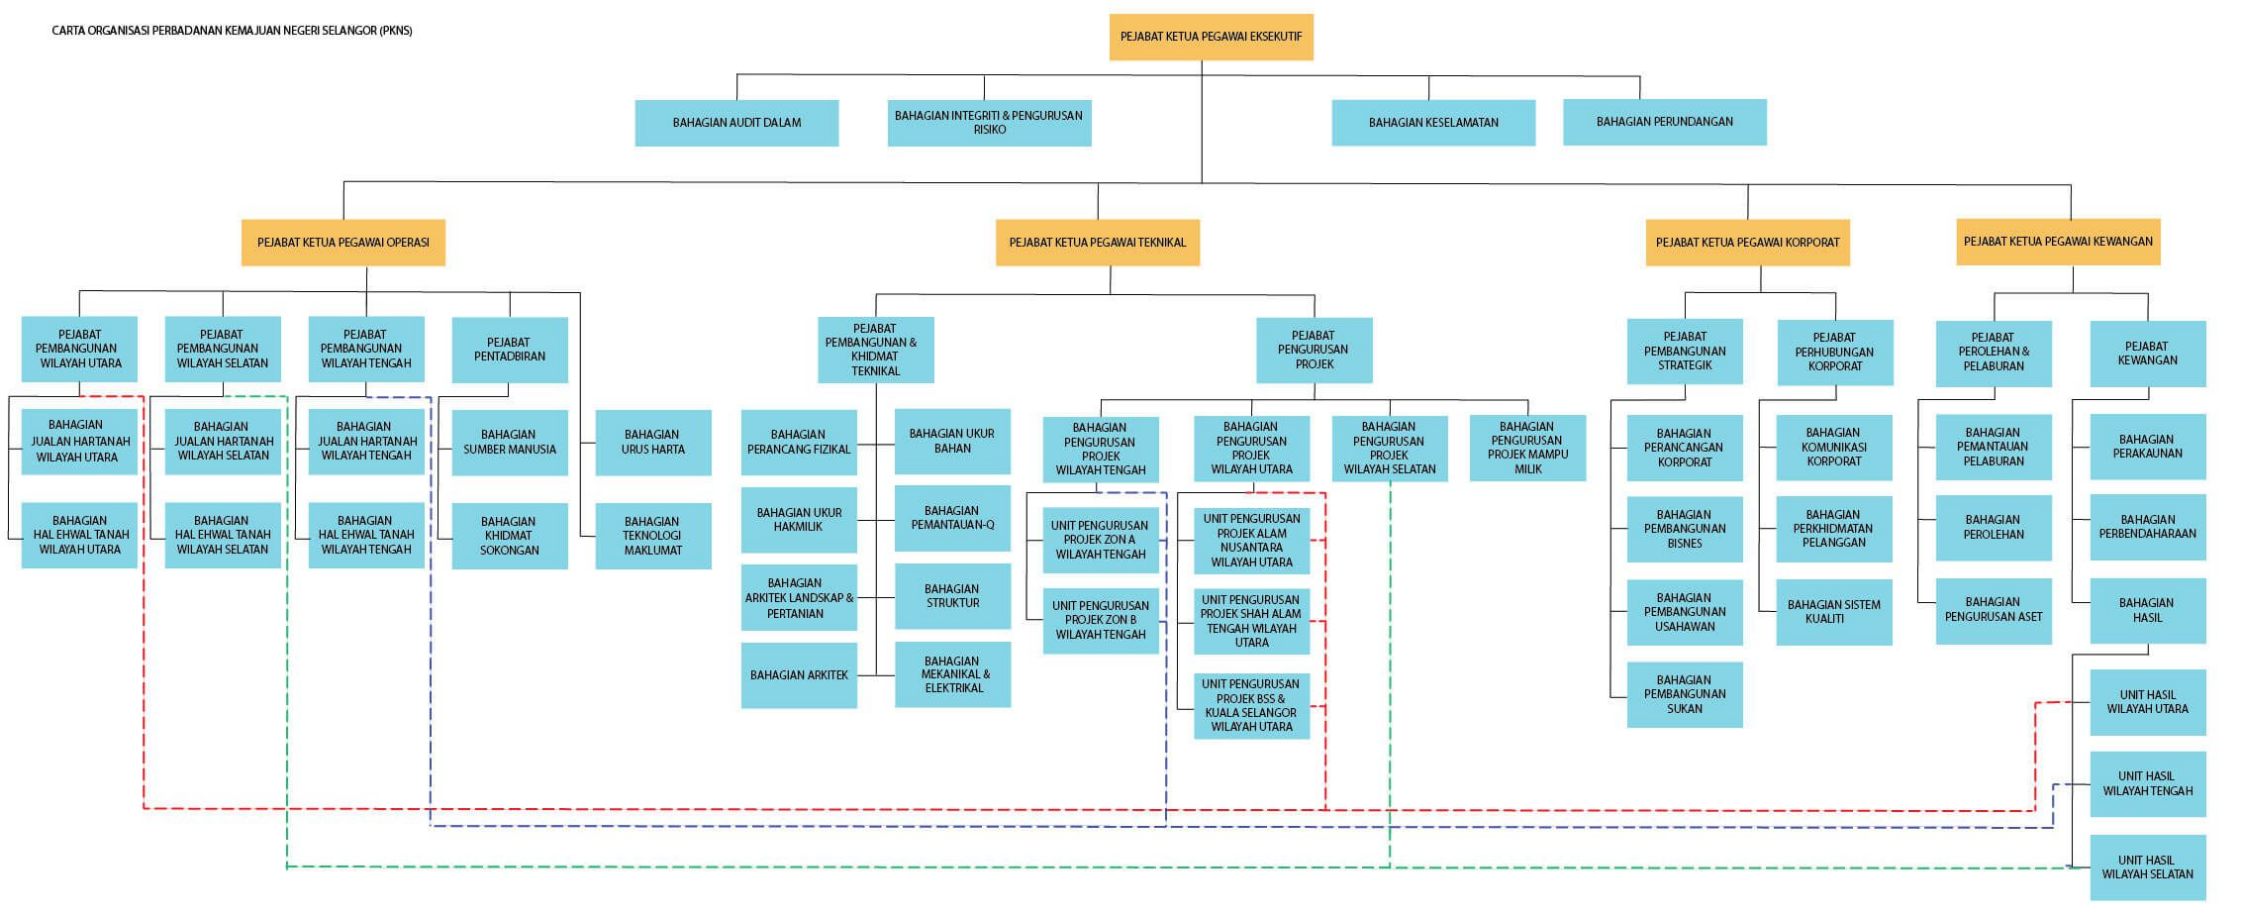 CARTA ORGANISASI PERBADANAN KEMAJUAN NEGERI SELANGOR (PKNS)
PEJABAT KETUA PEGAWAI EKSEKUTIF
BAHAGIAN AUDIT DALAM
BAHAGIAN INTEGRITI & PENGURUSAN
RISIKO
BAHAGIAN KESELAMATAN
BAHAGIAN PERUNDANGAN
PEJABAT KETUA PEGAWAI OPERASI
PEJABAT KETUA PEGAWAI TEKNIKAL
PEJABAT KETUA PEGAWAI KORPORAT
PEJABAT KETUA PEGAWAI KEWANGAN
PEJABAT
PEMBANGUNAN
WILAYAH UTARA
PEJABAT
PEMBANGUNAN
WILAYAH SELATAN
PEJABAT
PEMBANGUNAN
WILAYAH TENGAH
PEJABAT
PENTADBIRAN
PEJABAT
PEMBANGUNAN &
KHIDMAT
TEKNIKAL
PEJABAT
PENGURUSAN
PROJEK
PEJABAT
PEMBANGUNAN
STRATEGIK
PEJABAT
PERHUBUNGAN
KORPORAT
PEJABAT
PEROLEHAN &
PELABURAN
PEJABAT
KEWANGAN
BAHAGIAN
JUALAN HARTANAH
WILAYAH UTARA
BAHAGIAN
JUALAN HARTANAH
WILAYAH SELATAN
BAHAGIAN
JUALAN HARTANAH
WILAYAH TENGAH
BAHAGIAN
SUMBER MANUSIA
BAHAGIAN
URUS HARTA
BAHAGIAN
PERANCANG FIZIKAL
BAHAGIAN UKUR
BAHAN
BAHAGIAN
PENGURUSAN
PROJEK
WILAYAH TENGAH
BAHAGIAN
PENGURUSAN
PROJEK
WILAYAH UTARA
BAHAGIAN
PENGURUSAN
PROJEK
WILAYAH SELATAN
BAHAGIAN
PENGURUSAN
PROJEK MAMPU
MILIK
BAHAGIAN
PERANCANGAN
KORPORAT
BAHAGIAN
KOMUNIKASI
KORPORAT
BAHAGIAN
PEMANTAUAN
PELABURAN
BAHAGIAN
PERAKAUNAN
BAHAGIAN
HAL EHWAL TANAH
WILAYAH UTARA
BAHAGIAN
HAL EHWAL TANAH
WILAYAH SELATAN
BAHAGIAN
HAL EHWAL TANAH
WILAYAH TENGAH
BAHAGIAN
KHIDMAT
SOKONGAN
BAHAGIAN
TEKNOLOGI
MAKLUMAT
BAHAGIAN UKUR
HAKMILIK
BAHAGIAN
PEMANTAUAN-Q
UNIT PENGURUSAN
PROJEK ZON A
WILAYAH TENGAH
UNIT PENGURUSAN
PROJEK ALAM
NUSANTARA
WILAYAH UTARA
BAHAGIAN
PEMBANGUNAN
BISNES
BAHAGIAN
PERKHIDMATAN
PELANGGAN
BAHAGIAN
PEROLEHAN
BAHAGIAN
PERBENDAHARAAN
BAHAGIAN
ARKITEK LANDSKAP &
PERTANIAN
BAHAGIAN
STRUKTUR
UNIT PENGURUSAN
PROJEK ZON B
WILAYAH TENGAH
UNIT PENGURUSAN
PROJEK SHAH ALAM
TENGAH WILAYAH
UTARA
BAHAGIAN
PEMBANGUNAN
USAHAWAN
BAHAGIAN SISTEM
KUALITI
BAHAGIAN
PENGURUSAN ASET
BAHAGIAN
HASIL
BAHAGIAN ARKITEK
BAHAGIAN
MEKANIKAL &
ELEKTRIKAL
UNIT PENGURUSAN
PROJEK BSS &
KUALA SELANGOR
WILAYAH UTARA
BAHAGIAN
PEMBANGUNAN
SUKAN
UNIT HASIL
WILAYAH UTARA
UNIT HASIL
WILAYAH TENGAH
UNIT HASIL
WILAYAH SELATAN